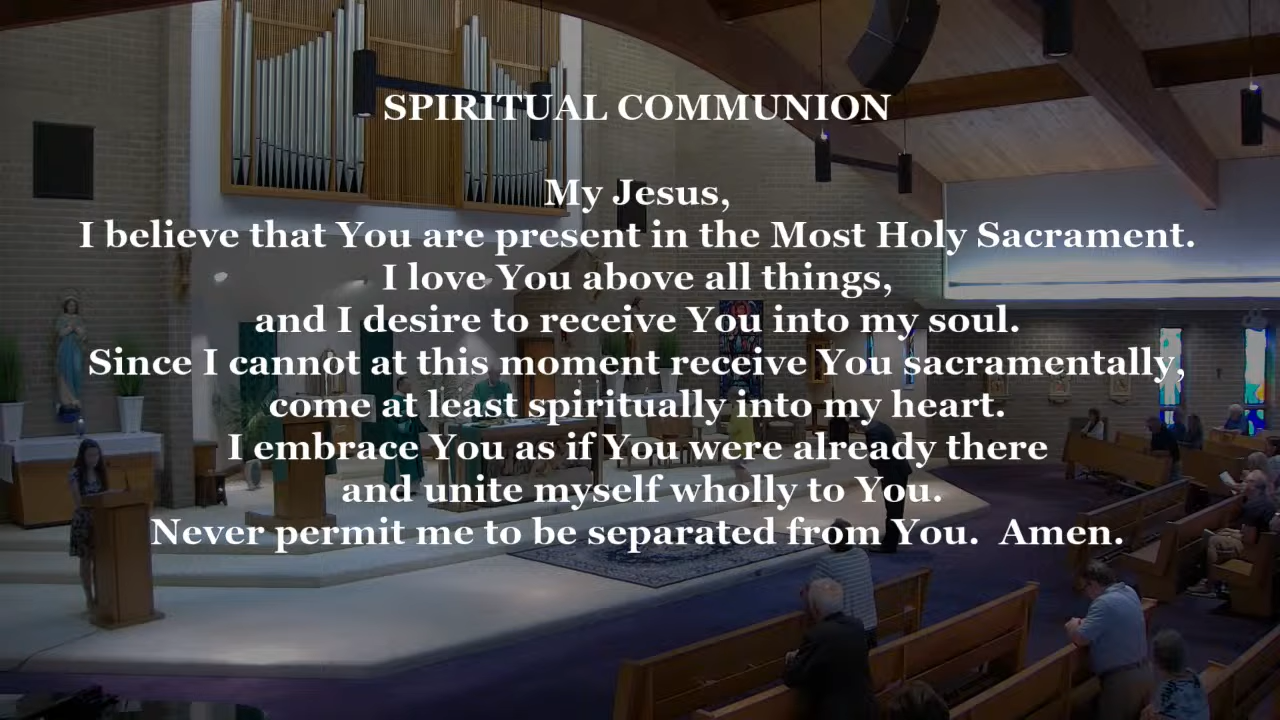 SPIRITUAL COMMUNION
My Jesus,
I believe that You are present in the Most Holy Sacrament.
I love You above all things,
and I desire to receive You into my soul.
Since I cannot at this moment receive You sacramentally,
come at least spiritually into my heart.
I embrace You as if You were already there
and unite myself wholly to You.
Never permit me to be separated from You.  Amen.